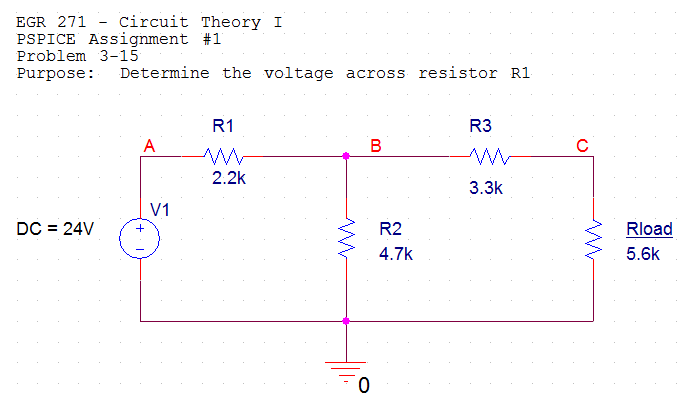 EGR 271 - Circuit Theory I
PSPICE Assignment #1
Problem 3-15
Purpose: Determine the voltage across resistor R1
R1
R3
A
B
C
2.2k
3.3k
V1
DC = 24V
+
-
R2
4.7k
Rload
5.6k
0